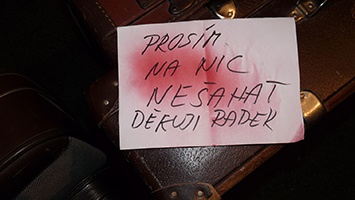 PROSÍM
NA NIC
NEŠAHAT
DĚKUJI RADEK